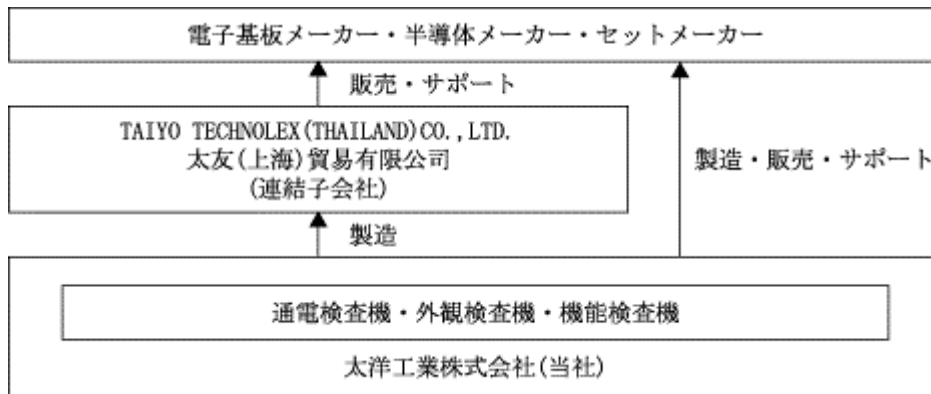 電子基板メーカー・半導体メーカー・セットメーカー
販売・サポート
TAIYO TECHNOLEX(THAILAND)CO.,LTD.
太友(上海)貿易有限公司
(連結子会社)
製造・販売・サポート
製造
通電検査機・外観検査機・機能検査機
太洋工業株式会社(当社)